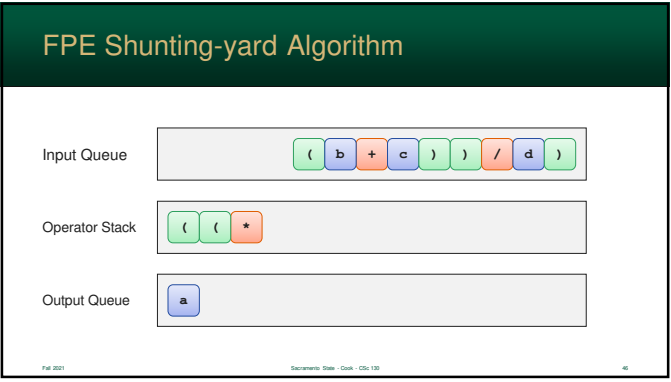 FPE Shunting-yard Algorithm
Input Queue ( b + c ) ) / d )
Operator Stack ( ( *
Output Queue a
Fall 2021 Sacramento State - Cook - CSc 130 46